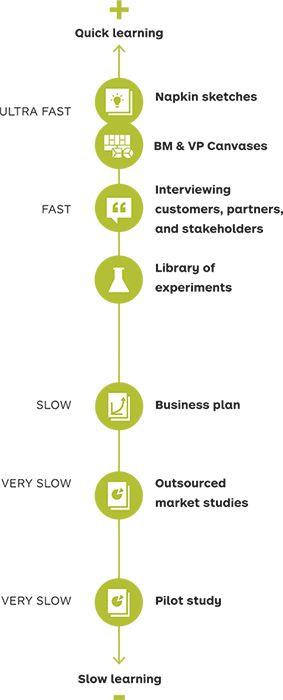 Quick learning
ULTRA FAST
Napkin sketches
BM & VP Canvases
FAST
Interviewing
customers, partners,
and stakeholders
Library of
experiments
SLOW
Business plan
VERY SLOW
Outsourced
market studies
VERY SLOW
Pilot study
Slow learning